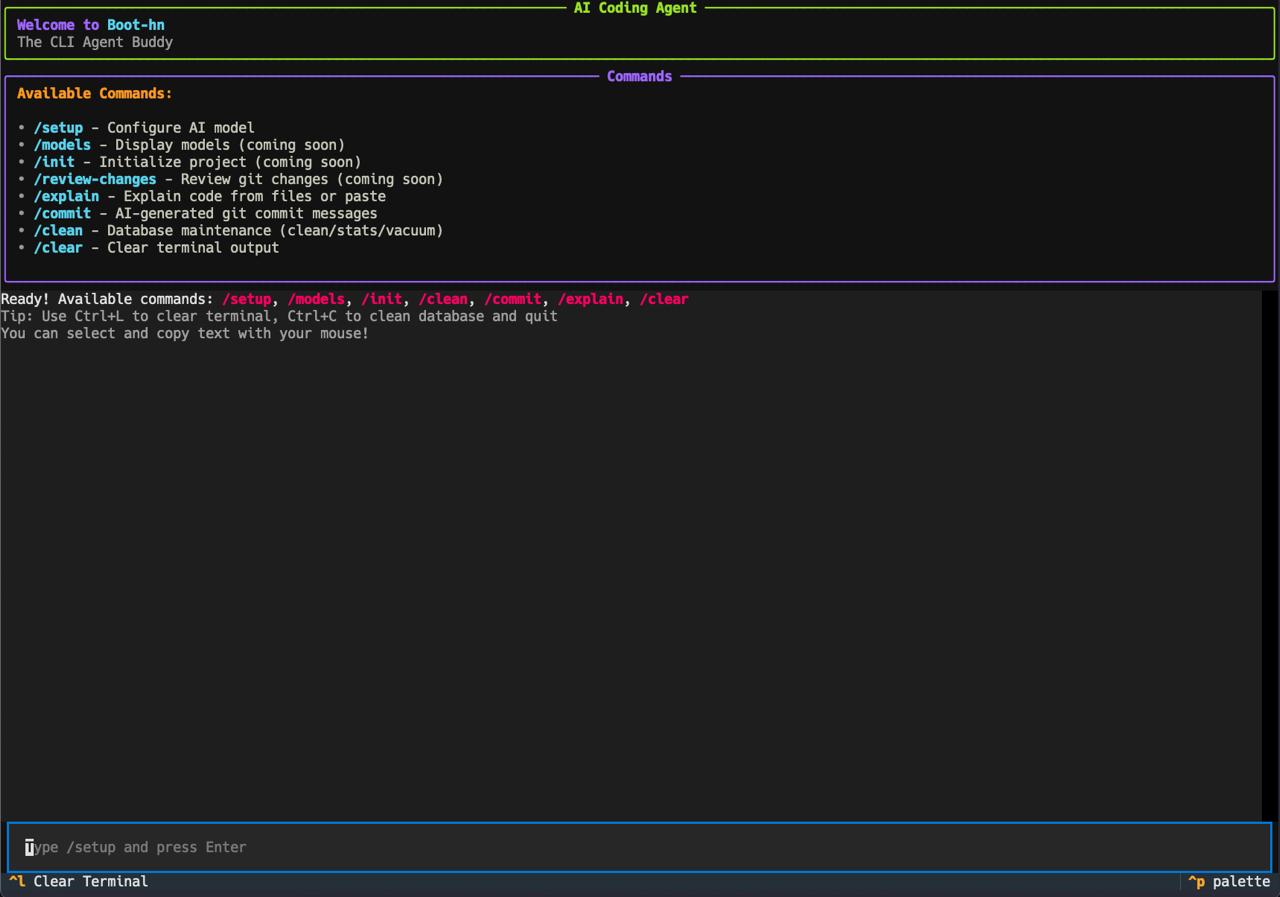 AI Coding Agent
Welcome to Boot-hn
The CLI Agent Buddy
Commands
Available Commands:
• /setup – Configure AI model
• /models – Display models (coming soon)
• /init – Initialize project (coming soon)
• /review-changes – Review git changes (coming soon)
• /explain – Explain code from files or paste
• /commit – AI-generated git commit messages
• /clean – Database maintenance (clean/stats/vacuum)
• /clear – Clear terminal output
Ready! Available commands: /setup, /models, /init, /clean, /commit, /explain, /clear
Tip: Use Ctrl+L to clear terminal, Ctrl+C to clean database and quit
You can select and copy text with your mouse!
Type /setup and press Enter
^l Clear Terminal
^p palette